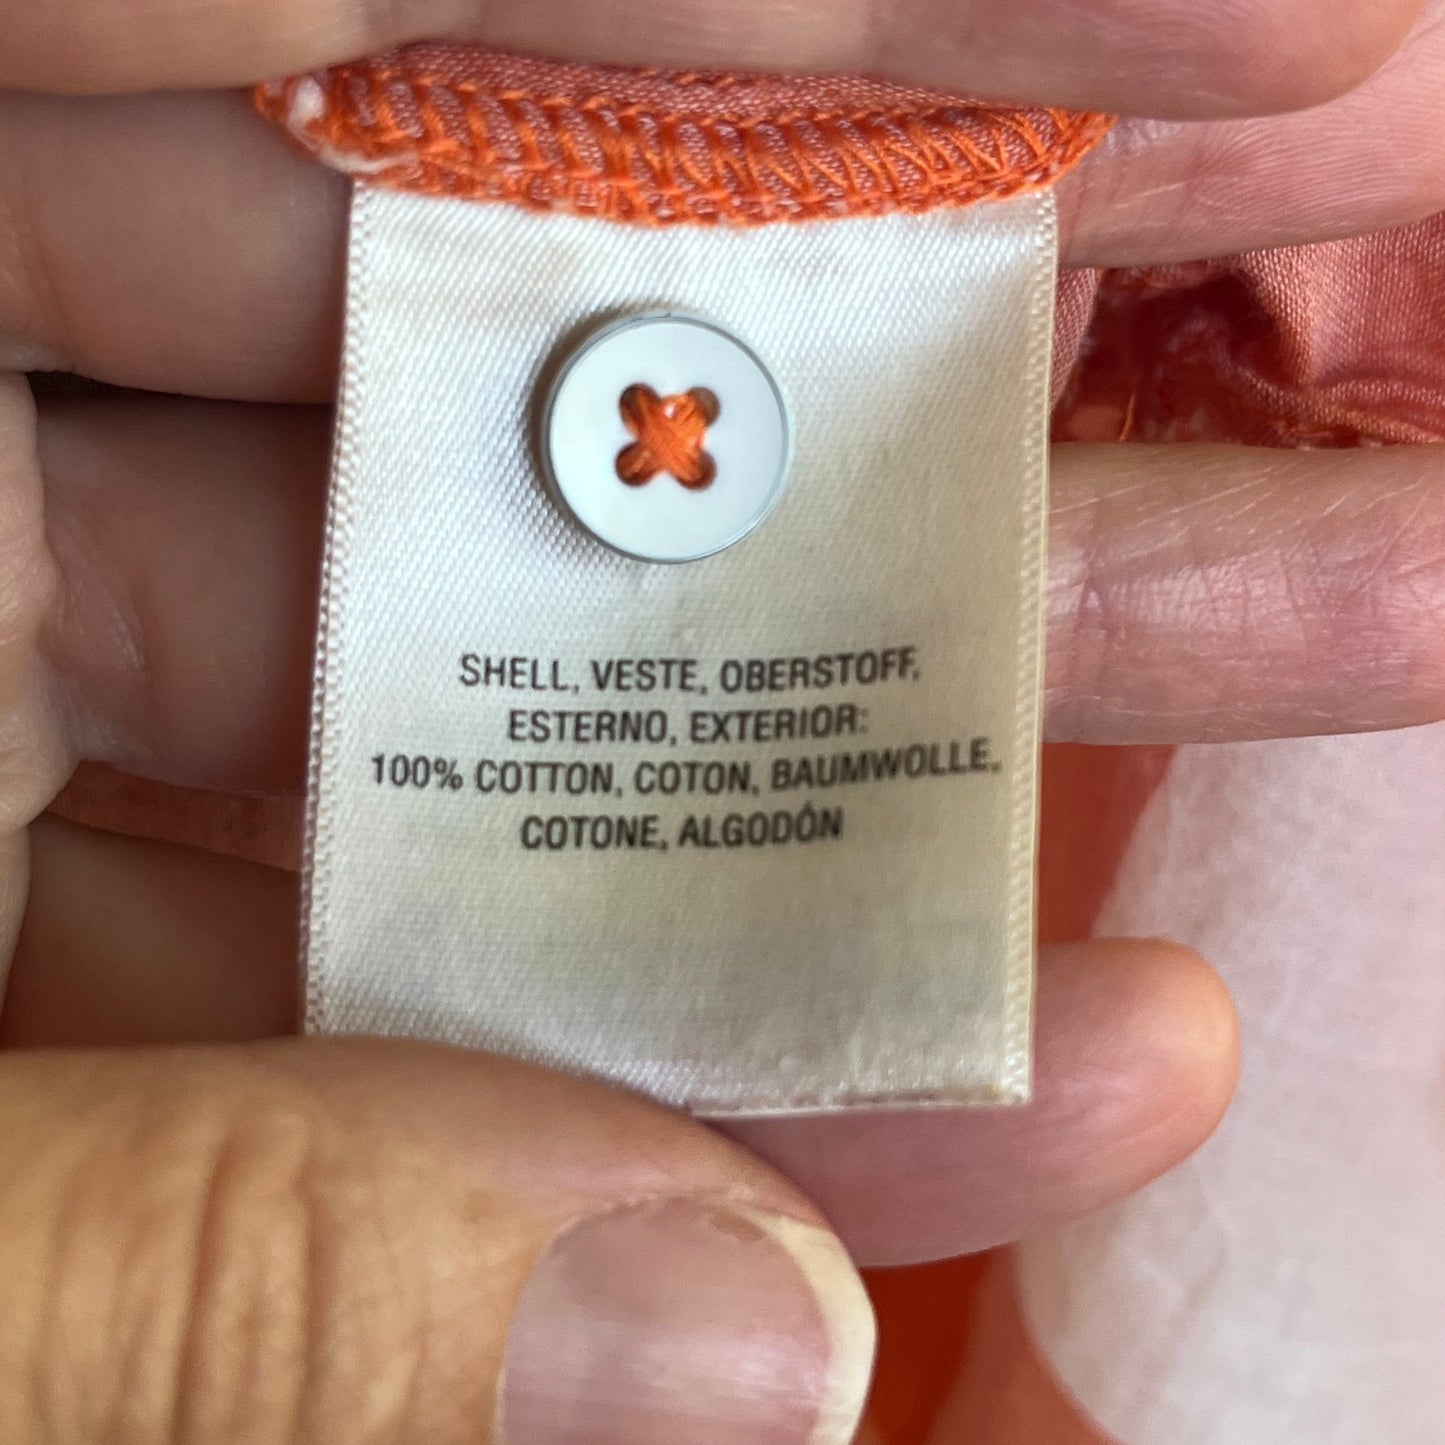 SHELL, VESTE, OBERSTOFF,
ESTERNO, EXTERIOR:
100% COTTON, COTON, BAUMWOLLE,
COTONE, ALGODÓN